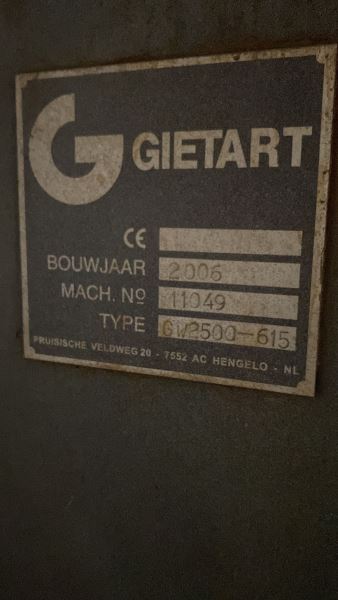 GIETART
CE
BOUWJAAR 2006
MACH. Nº 11049
TYPE GW2500-615
PRUISISCHE VELDWEG 20 - 7552 AC HENGELO - NL